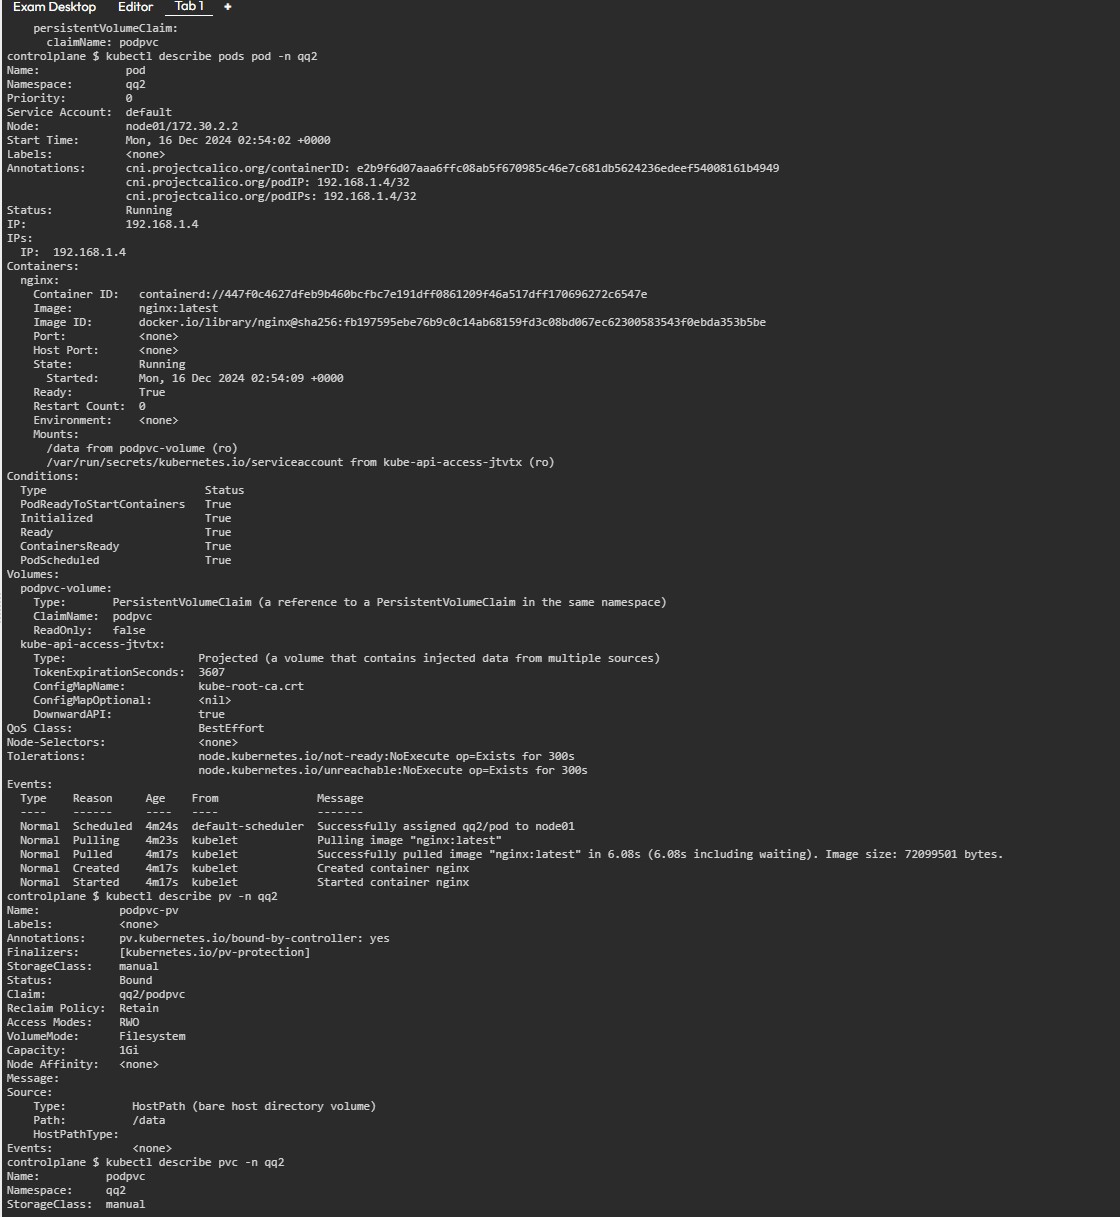 Exam Desktop Editor Tab 1 +
    persistentVolumeClaim:
      claimName: podpvc
controlplane $ kubectl describe pods pod -n qq2
Name:             pod
Namespace:        qq2
Priority:         0
Service Account:  default
Node:             node01/172.30.2.2
Start Time:       Mon, 16 Dec 2024 02:54:02 +0000
Labels:           <none>
Annotations:      cni.projectcalico.org/containerID: e2b9f6d07aaa6ffc08ab5f670985c46e7c681db5624236edeef54008161b4949
                  cni.projectcalico.org/podIP: 192.168.1.4/32
                  cni.projectcalico.org/podIPs: 192.168.1.4/32
Status:           Running
IP:               192.168.1.4
IPs:
  IP:  192.168.1.4
Containers:
  nginx:
    Container ID:   containerd://447f0c4627dfeb9b460bcfbc7e191dff0861209f46a517dff170696272c6547e
    Image:          nginx:latest
    Image ID:       docker.io/library/nginx@sha256:fb197595ebe76b9c0c14ab68159fd3c08bd067ec62300583543f0ebda353b5be
    Port:           <none>
    Host Port:      <none>
    State:          Running
      Started:      Mon, 16 Dec 2024 02:54:09 +0000
    Ready:          True
    Restart Count:  0
    Environment:    <none>
    Mounts:
      /data from podpvc-volume (ro)
      /var/run/secrets/kubernetes.io/serviceaccount from kube-api-access-jtvtx (ro)
Conditions:
  Type                        Status
  PodReadyToStartContainers   True
  Initialized                 True
  Ready                       True
  ContainersReady             True
  PodScheduled                True
Volumes:
  podpvc-volume:
    Type:       PersistentVolumeClaim (a reference to a PersistentVolumeClaim in the same namespace)
    ClaimName:  podpvc
    ReadOnly:   false
  kube-api-access-jtvtx:
    Type:                    Projected (a volume that contains injected data from multiple sources)
    TokenExpirationSeconds:  3607
    ConfigMapName:           kube-root-ca.crt
    ConfigMapOptional:       <nil>
    DownwardAPI:             true
QoS Class:                   BestEffort
Node-Selectors:              <none>
Tolerations:                 node.kubernetes.io/not-ready:NoExecute op=Exists for 300s
                             node.kubernetes.io/unreachable:NoExecute op=Exists for 300s
Events:
  Type    Reason     Age    From               Message
  ----    ------     ----   ----               -------
  Normal  Scheduled  4m24s  default-scheduler  Successfully assigned qq2/pod to node01
  Normal  Pulling    4m23s  kubelet            Pulling image "nginx:latest"
  Normal  Pulled     4m17s  kubelet            Successfully pulled image "nginx:latest" in 6.08s (6.08s including waiting). Image size: 72099501 bytes.
  Normal  Created    4m17s  kubelet            Created container nginx
  Normal  Started    4m17s  kubelet            Started container nginx
controlplane $ kubectl describe pv -n qq2
Name:            podpvc-pv
Labels:          <none>
Annotations:     pv.kubernetes.io/bound-by-controller: yes
Finalizers:      [kubernetes.io/pv-protection]
StorageClass:    manual
Status:          Bound
Claim:           qq2/podpvc
Reclaim Policy:  Retain
Access Modes:    RWO
VolumeMode:      Filesystem
Capacity:        1Gi
Node Affinity:   <none>
Message:
Source:
    Type:          HostPath (bare host directory volume)
    Path:          /data
    HostPathType:
Events:            <none>
controlplane $ kubectl describe pvc -n qq2
Name:          podpvc
Namespace:     qq2
StorageClass:  manual